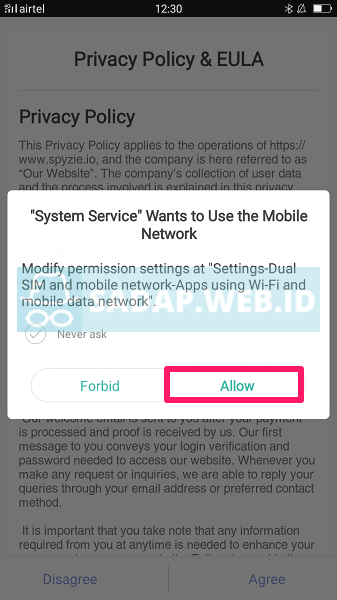 airtel
12:30
Privacy Policy & EULA
Privacy Policy
This Privacy Policy applies to the operations of https://
www.spyzie.io, and the company is here referred to as
“Our Website”. The company's collection of user data
and the process involved is explained in this privacy
"System Service" Wants to Use the Mobile
Network
Modify permission settings at "Settings-Dual
SIM and mobile network-Apps using Wi-Fi and
mobile data network".
SADAP.WEB.ID
Never ask
Forbid
Allow
Our welcome email is sent to you after your payment
is processed and proof is received by us. Our first
message to you conveys your login verification and
password needed to access our website. Whenever you
make any request or inquiries, we are able to reply your
queries through your email address or preferred contact
method.
It is important that you take note that any information
required from you at anytime is needed to enhance your
Disagree
Agree